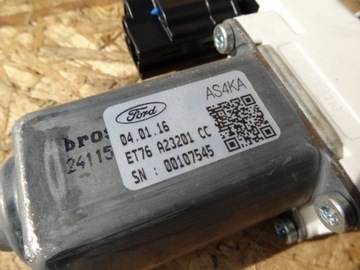 Ford
AS4KA
04.01.16
ET76 A23201 CC
SN : 00107545
bros
24115